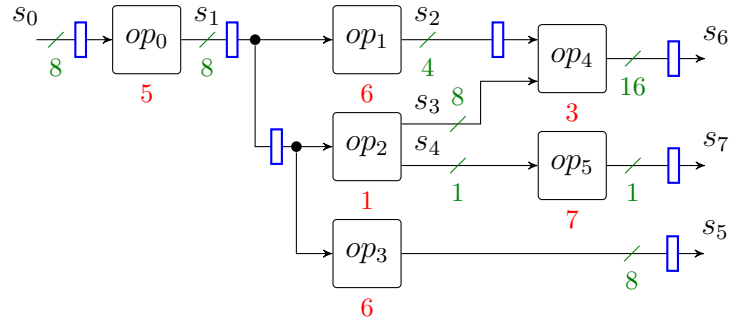 s₀ s₁ s₂ s₆
op₀ op₁ op₄
8 8 4 16
5 6 s₃ 8 3
op₂ s₄ op₅ s₇
1 1
1 7
op₃ s₅
8
6